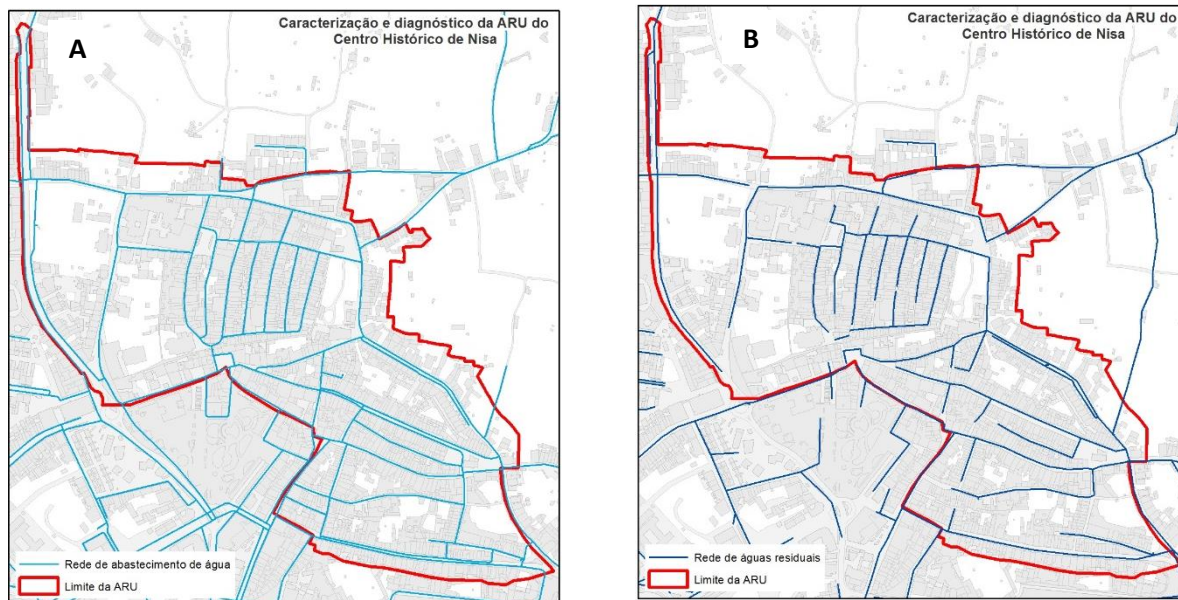 Caracterização e diagnóstico da ARU do
Centro Histórico de Nisa
A
Rede de abastecimento de água
Limite da ARU
Caracterização e diagnóstico da ARU do
Centro Histórico de Nisa
B
Rede de águas residuais
Limite da ARU